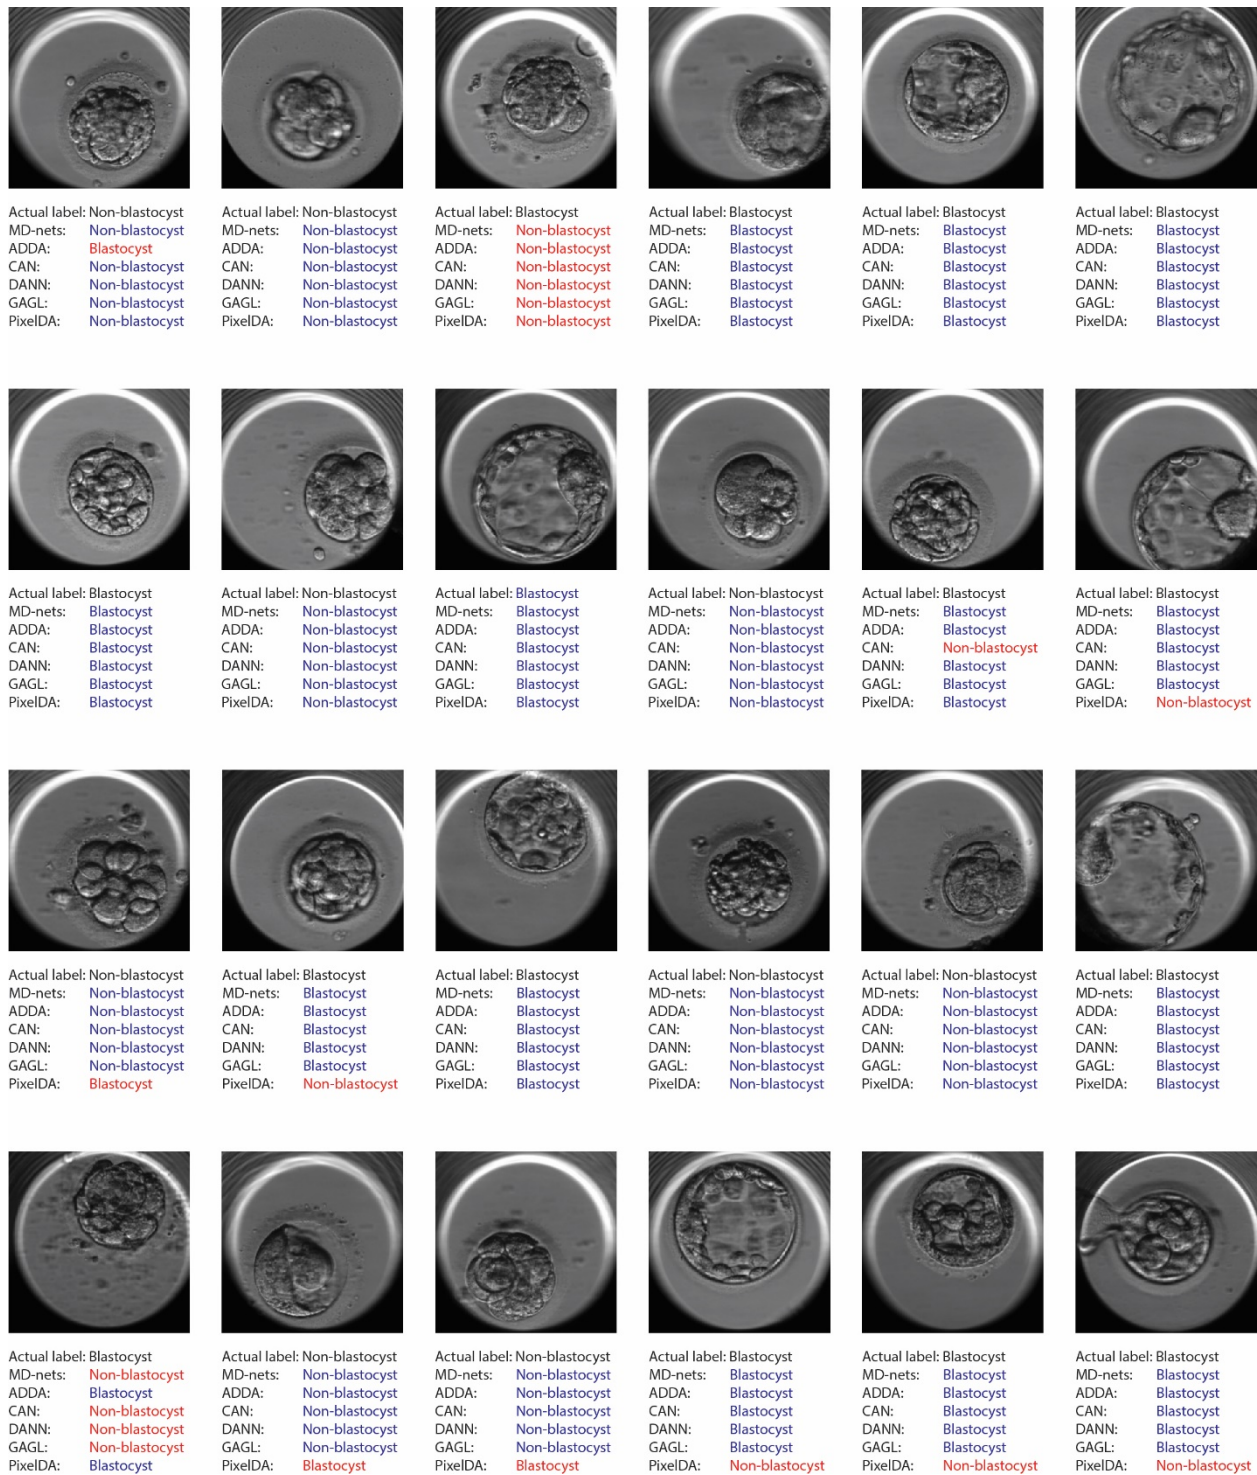 Actual label: Non-blastocyst
MD-nets: Non-blastocyst
ADDA: Blastocyst
CAN: Non-blastocyst
DANN: Non-blastocyst
GAGL: Non-blastocyst
PixelDA: Non-blastocyst
Actual label: Non-blastocyst
MD-nets: Non-blastocyst
ADDA: Non-blastocyst
CAN: Non-blastocyst
DANN: Non-blastocyst
GAGL: Non-blastocyst
PixelDA: Non-blastocyst
Actual label: Blastocyst
MD-nets: Non-blastocyst
ADDA: Non-blastocyst
CAN: Non-blastocyst
DANN: Non-blastocyst
GAGL: Non-blastocyst
PixelDA: Non-blastocyst
Actual label: Blastocyst
MD-nets: Blastocyst
ADDA: Blastocyst
CAN: Blastocyst
DANN: Blastocyst
GAGL: Blastocyst
PixelDA: Blastocyst
Actual label: Blastocyst
MD-nets: Blastocyst
ADDA: Blastocyst
CAN: Blastocyst
DANN: Blastocyst
GAGL: Blastocyst
PixelDA: Blastocyst
Actual label: Blastocyst
MD-nets: Blastocyst
ADDA: Blastocyst
CAN: Blastocyst
DANN: Blastocyst
GAGL: Blastocyst
PixelDA: Blastocyst
Actual label: Blastocyst
MD-nets: Blastocyst
ADDA: Blastocyst
CAN: Blastocyst
DANN: Blastocyst
GAGL: Blastocyst
PixelDA: Blastocyst
Actual label: Non-blastocyst
MD-nets: Non-blastocyst
ADDA: Non-blastocyst
CAN: Non-blastocyst
DANN: Non-blastocyst
GAGL: Non-blastocyst
PixelDA: Non-blastocyst
Actual label: Blastocyst
MD-nets: Blastocyst
ADDA: Blastocyst
CAN: Blastocyst
DANN: Blastocyst
GAGL: Blastocyst
PixelDA: Blastocyst
Actual label: Non-blastocyst
MD-nets: Non-blastocyst
ADDA: Non-blastocyst
CAN: Non-blastocyst
DANN: Non-blastocyst
GAGL: Non-blastocyst
PixelDA: Non-blastocyst
Actual label: Blastocyst
MD-nets: Blastocyst
ADDA: Blastocyst
CAN: Non-blastocyst
DANN: Blastocyst
GAGL: Blastocyst
PixelDA: Blastocyst
Actual label: Blastocyst
MD-nets: Blastocyst
ADDA: Blastocyst
CAN: Blastocyst
DANN: Blastocyst
GAGL: Blastocyst
PixelDA: Non-blastocyst
Actual label: Non-blastocyst
MD-nets: Non-blastocyst
ADDA: Non-blastocyst
CAN: Non-blastocyst
DANN: Non-blastocyst
GAGL: Non-blastocyst
PixelDA: Blastocyst
Actual label: Blastocyst
MD-nets: Blastocyst
ADDA: Blastocyst
CAN: Blastocyst
DANN: Blastocyst
GAGL: Blastocyst
PixelDA: Non-blastocyst
Actual label: Blastocyst
MD-nets: Blastocyst
ADDA: Blastocyst
CAN: Blastocyst
DANN: Blastocyst
GAGL: Blastocyst
PixelDA: Blastocyst
Actual label: Non-blastocyst
MD-nets: Non-blastocyst
ADDA: Non-blastocyst
CAN: Non-blastocyst
DANN: Non-blastocyst
GAGL: Non-blastocyst
PixelDA: Non-blastocyst
Actual label: Non-blastocyst
MD-nets: Non-blastocyst
ADDA: Non-blastocyst
CAN: Non-blastocyst
DANN: Non-blastocyst
GAGL: Non-blastocyst
PixelDA: Non-blastocyst
Actual label: Blastocyst
MD-nets: Blastocyst
ADDA: Blastocyst
CAN: Blastocyst
DANN: Blastocyst
GAGL: Blastocyst
PixelDA: Blastocyst
Actual label: Blastocyst
MD-nets: Non-blastocyst
ADDA: Blastocyst
CAN: Non-blastocyst
DANN: Non-blastocyst
GAGL: Non-blastocyst
PixelDA: Blastocyst
Actual label: Non-blastocyst
MD-nets: Non-blastocyst
ADDA: Non-blastocyst
CAN: Non-blastocyst
DANN: Non-blastocyst
GAGL: Non-blastocyst
PixelDA: Blastocyst
Actual label: Non-blastocyst
MD-nets: Non-blastocyst
ADDA: Non-blastocyst
CAN: Non-blastocyst
DANN: Non-blastocyst
GAGL: Non-blastocyst
PixelDA: Blastocyst
Actual label: Blastocyst
MD-nets: Blastocyst
ADDA: Blastocyst
CAN: Blastocyst
DANN: Blastocyst
GAGL: Blastocyst
PixelDA: Non-blastocyst
Actual label: Blastocyst
MD-nets: Blastocyst
ADDA: Blastocyst
CAN: Blastocyst
DANN: Blastocyst
GAGL: Blastocyst
PixelDA: Non-blastocyst
Actual label: Blastocyst
MD-nets: Blastocyst
ADDA: Blastocyst
CAN: Blastocyst
DANN: Blastocyst
GAGL: Blastocyst
PixelDA: Non-blastocyst